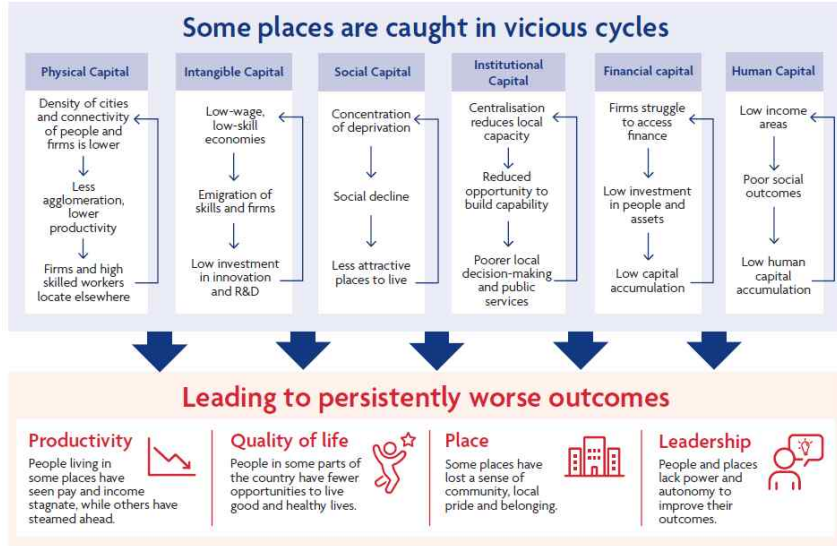 Some places are caught in vicious cycles
Physical Capital
Density of cities
and connectivity
of people and
firms is lower
Less
agglomeration,
lower
productivity
Firms and high
skilled workers
locate elsewhere
Intangible Capital
Low-wage,
low-skill
economies
Emigration of
skills and firms
Low investment
in innovation
and R&D
Social Capital
Concentration
of deprivation
Social decline
Less attractive
places to live
Institutional
Capital
Centralisation
reduces local
capacity
Reduced
opportunity to
build capability
Poorer local
decision-making
and public
services
Financial capital
Firms struggle
to access
finance
Low investment
in people and
assets
Low capital
accumulation
Human Capital
Low income
areas
Poor social
outcomes
Low human
capital
accumulation
Leading to persistently worse outcomes
Productivity
People living in
some places have
seen pay and income
stagnate, while others have
steamed ahead.
Quality of life
People in some parts of
the country have fewer
opportunities to live
good and healthy lives.
Place
Some places have
lost a sense of
community, local
pride and belonging.
Leadership
People and places
lack power and
autonomy to
improve their
outcomes.